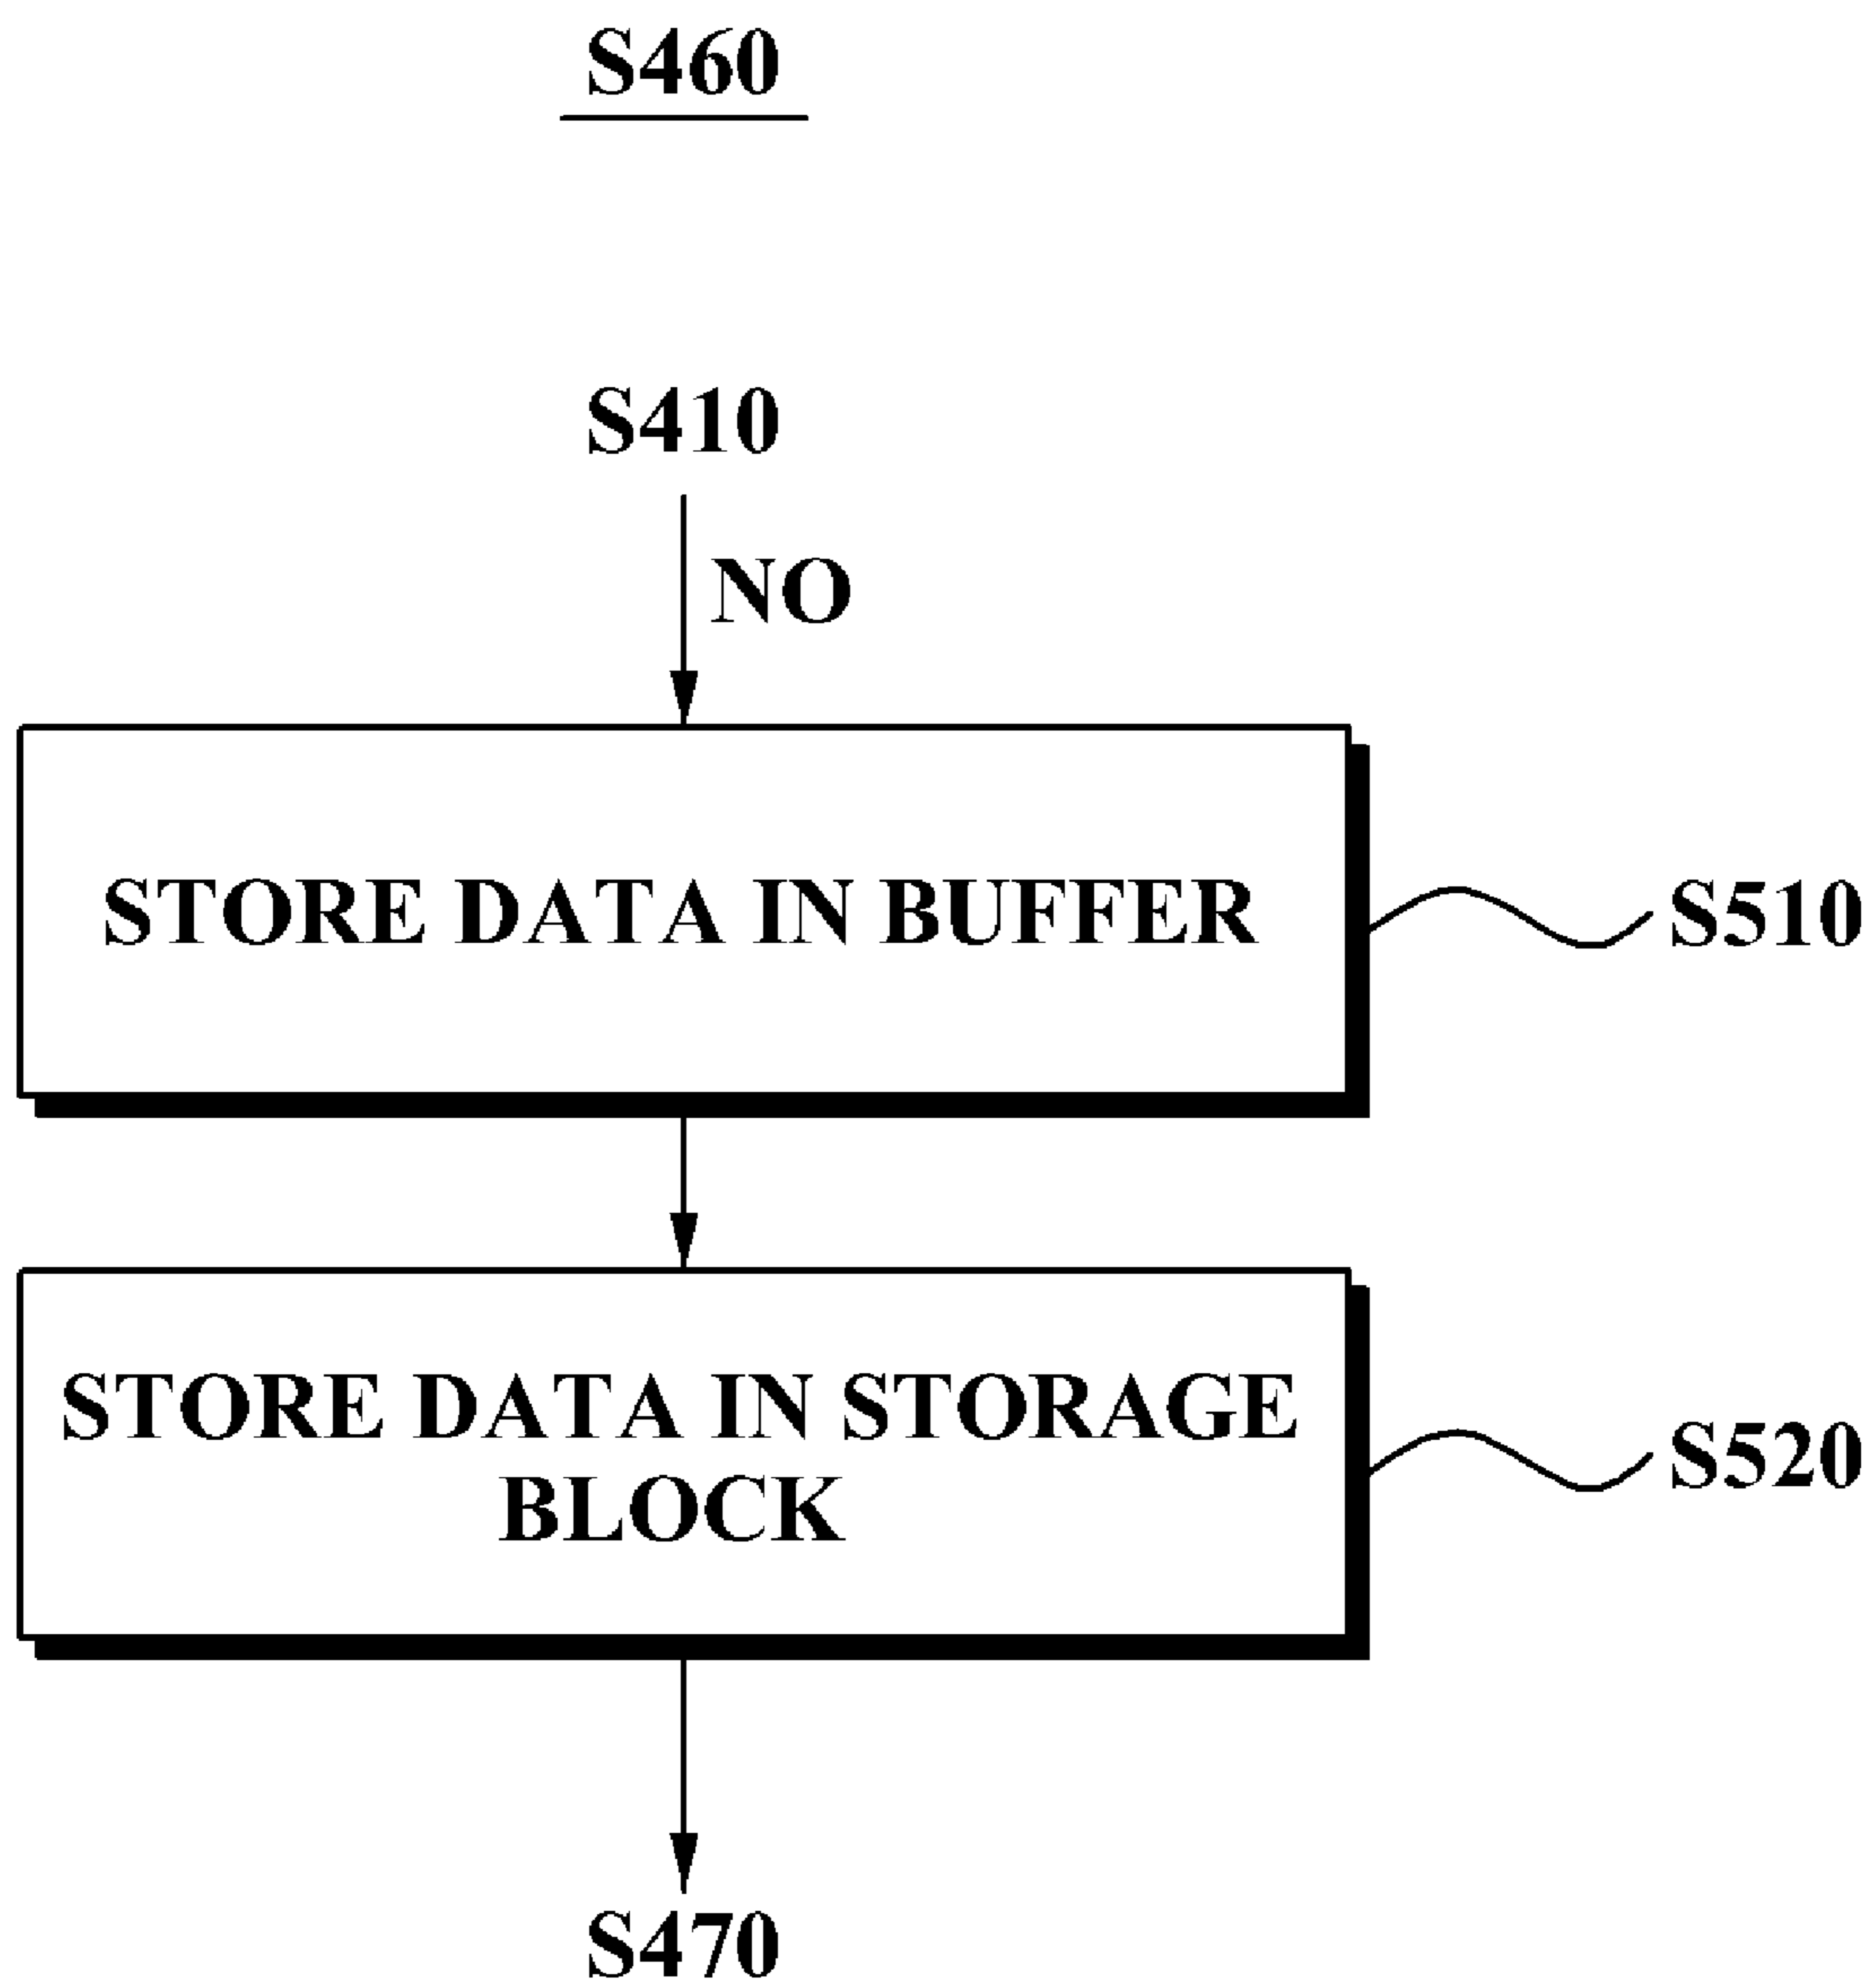 S460
S410
NO
STORE DATA IN BUFFER
S510
STORE DATA IN STORAGE
BLOCK
S520
S470